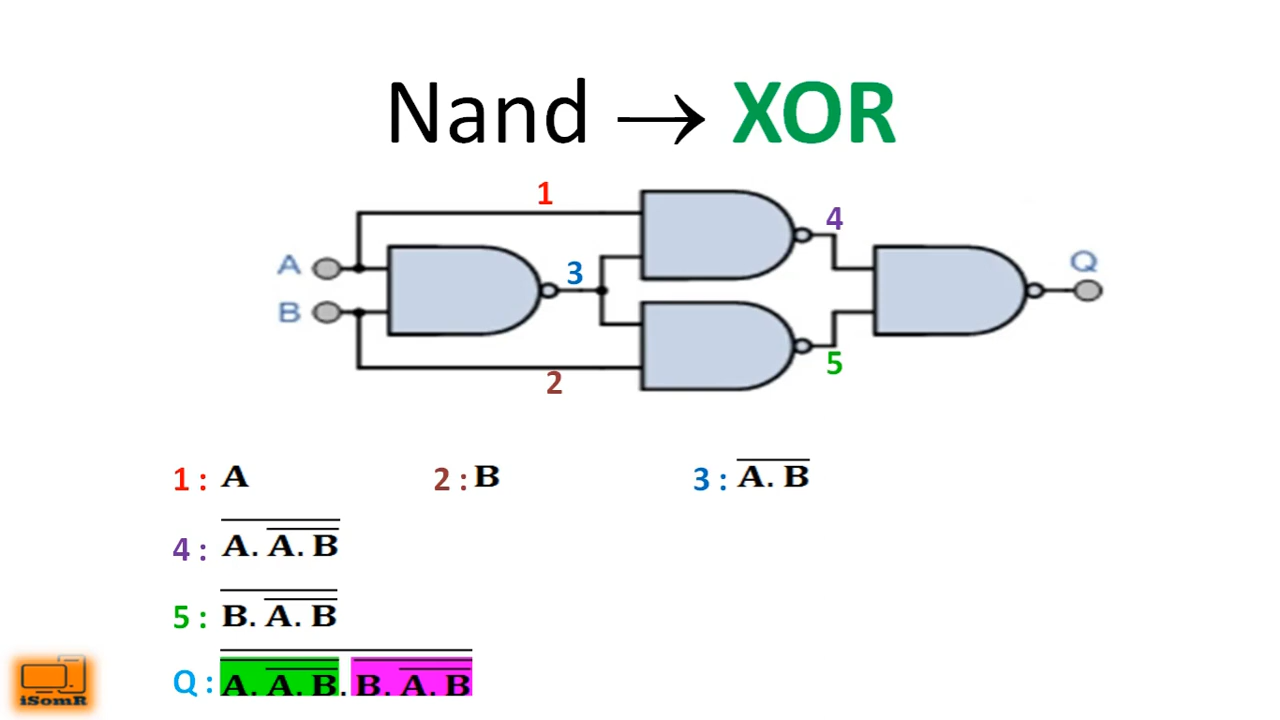 Nand → XOR
1
4
A
3
Q
B
5
2
1 : A 2 : B 3 : A̅.̅ ̅B̅
4 : A̅.̅ ̅A̿.̿ ̿B̿
5 : B̅.̅ ̅A̿.̿ ̿B̿
Q : A̿.̿ ̿A̿̅.̿̅ ̿̅B̿̅.̅B̿.̿ ̿A̿̅.̿̅ ̿̅B̿̅
iSomR